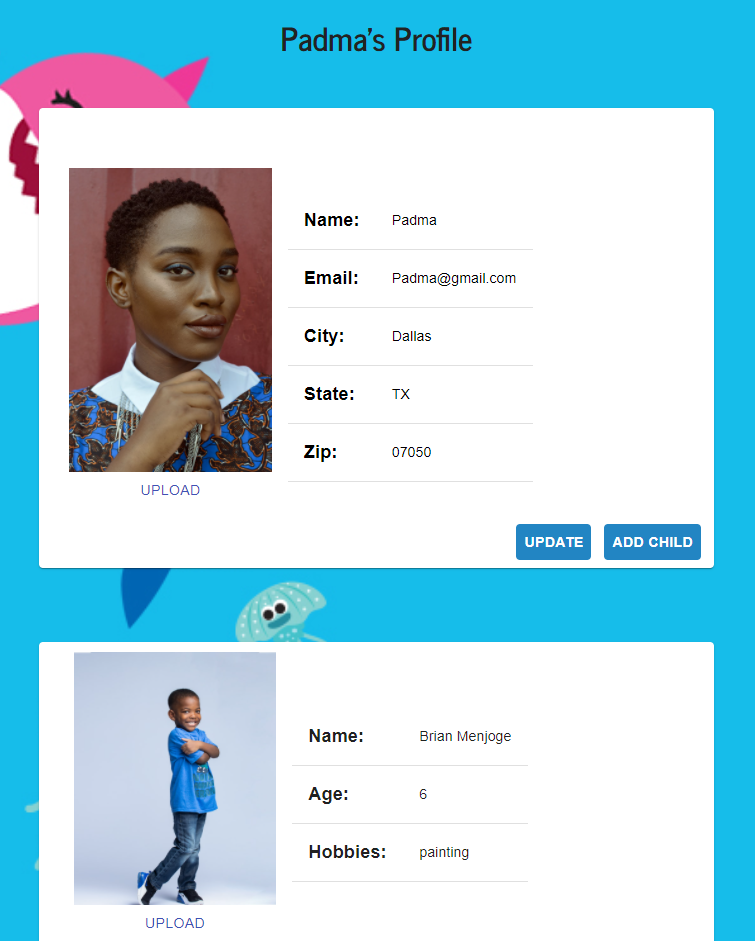 Padma's Profile
Name: Padma
Email: Padma@gmail.com
City: Dallas
State: TX
Zip: 07050
UPLOAD
UPDATE ADD CHILD
Name: Brian Menjoge
Age: 6
Hobbies: painting
UPLOAD